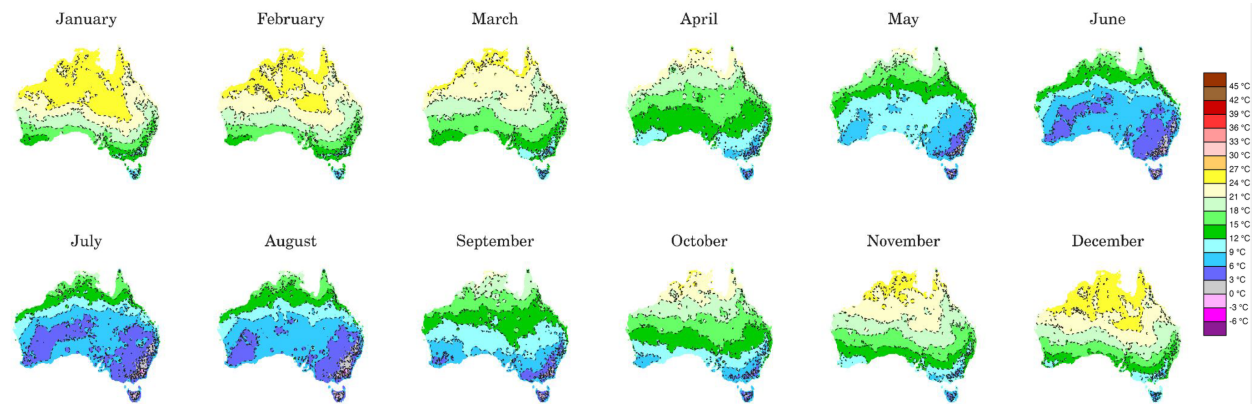 January February March April May June
July August September October November December
45 °C
42 °C
39 °C
36 °C
33 °C
30 °C
27 °C
24 °C
21 °C
18 °C
15 °C
12 °C
9 °C
6 °C
3 °C
0 °C
-3 °C
-6 °C